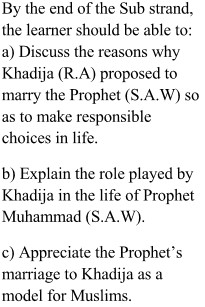 By the end of the Sub strand,
the learner should be able to:
a) Discuss the reasons why
Khadija (R.A) proposed to
marry the Prophet (S.A.W) so
as to make responsible
choices in life.
b) Explain the role played by
Khadija in the life of Prophet
Muhammad (S.A.W).
c) Appreciate the Prophet’s
marriage to Khadija as a
model for Muslims.